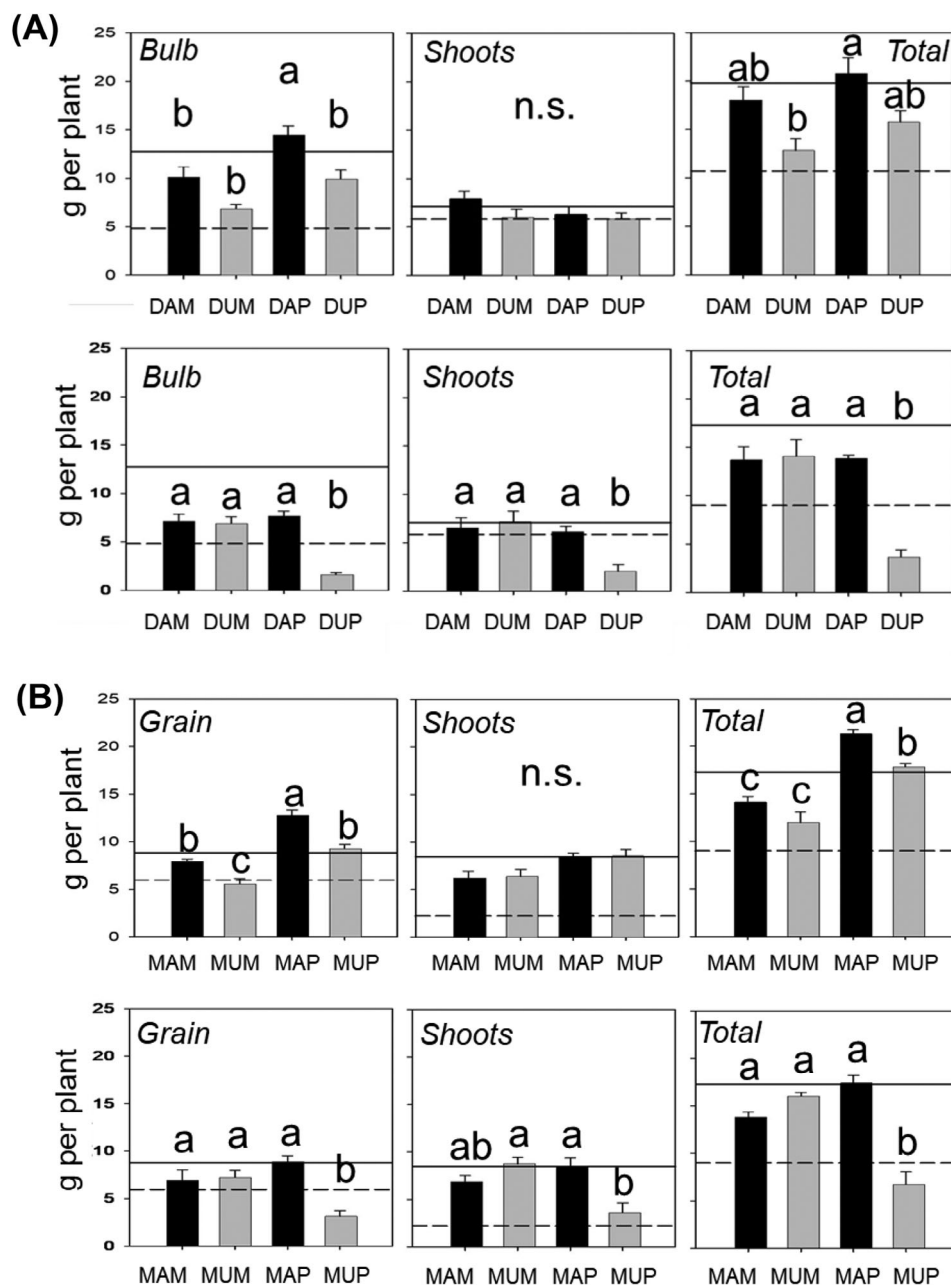 (A)
25
20
15
10
5
0
g per plant
Bulb
b
b
a
b
DAM DUM DAP DUP
Shoots
n.s.
DAM DUM DAP DUP
Total
ab
b
a
ab
DAM DUM DAP DUP
25
20
15
10
5
0
g per plant
Bulb
a a a b
DAM DUM DAP DUP
Shoots
a a a b
DAM DUM DAP DUP
Total
a a a b
DAM DUM DAP DUP
(B)
25
20
15
10
5
0
g per plant
Grain
b
c
a
b
MAM MUM MAP MUP
Shoots
n.s.
MAM MUM MAP MUP
Total
c
c
a
b
MAM MUM MAP MUP
25
20
15
10
5
0
g per plant
Grain
a a a b
MAM MUM MAP MUP
Shoots
ab a a b
MAM MUM MAP MUP
Total
a a a b
MAM MUM MAP MUP